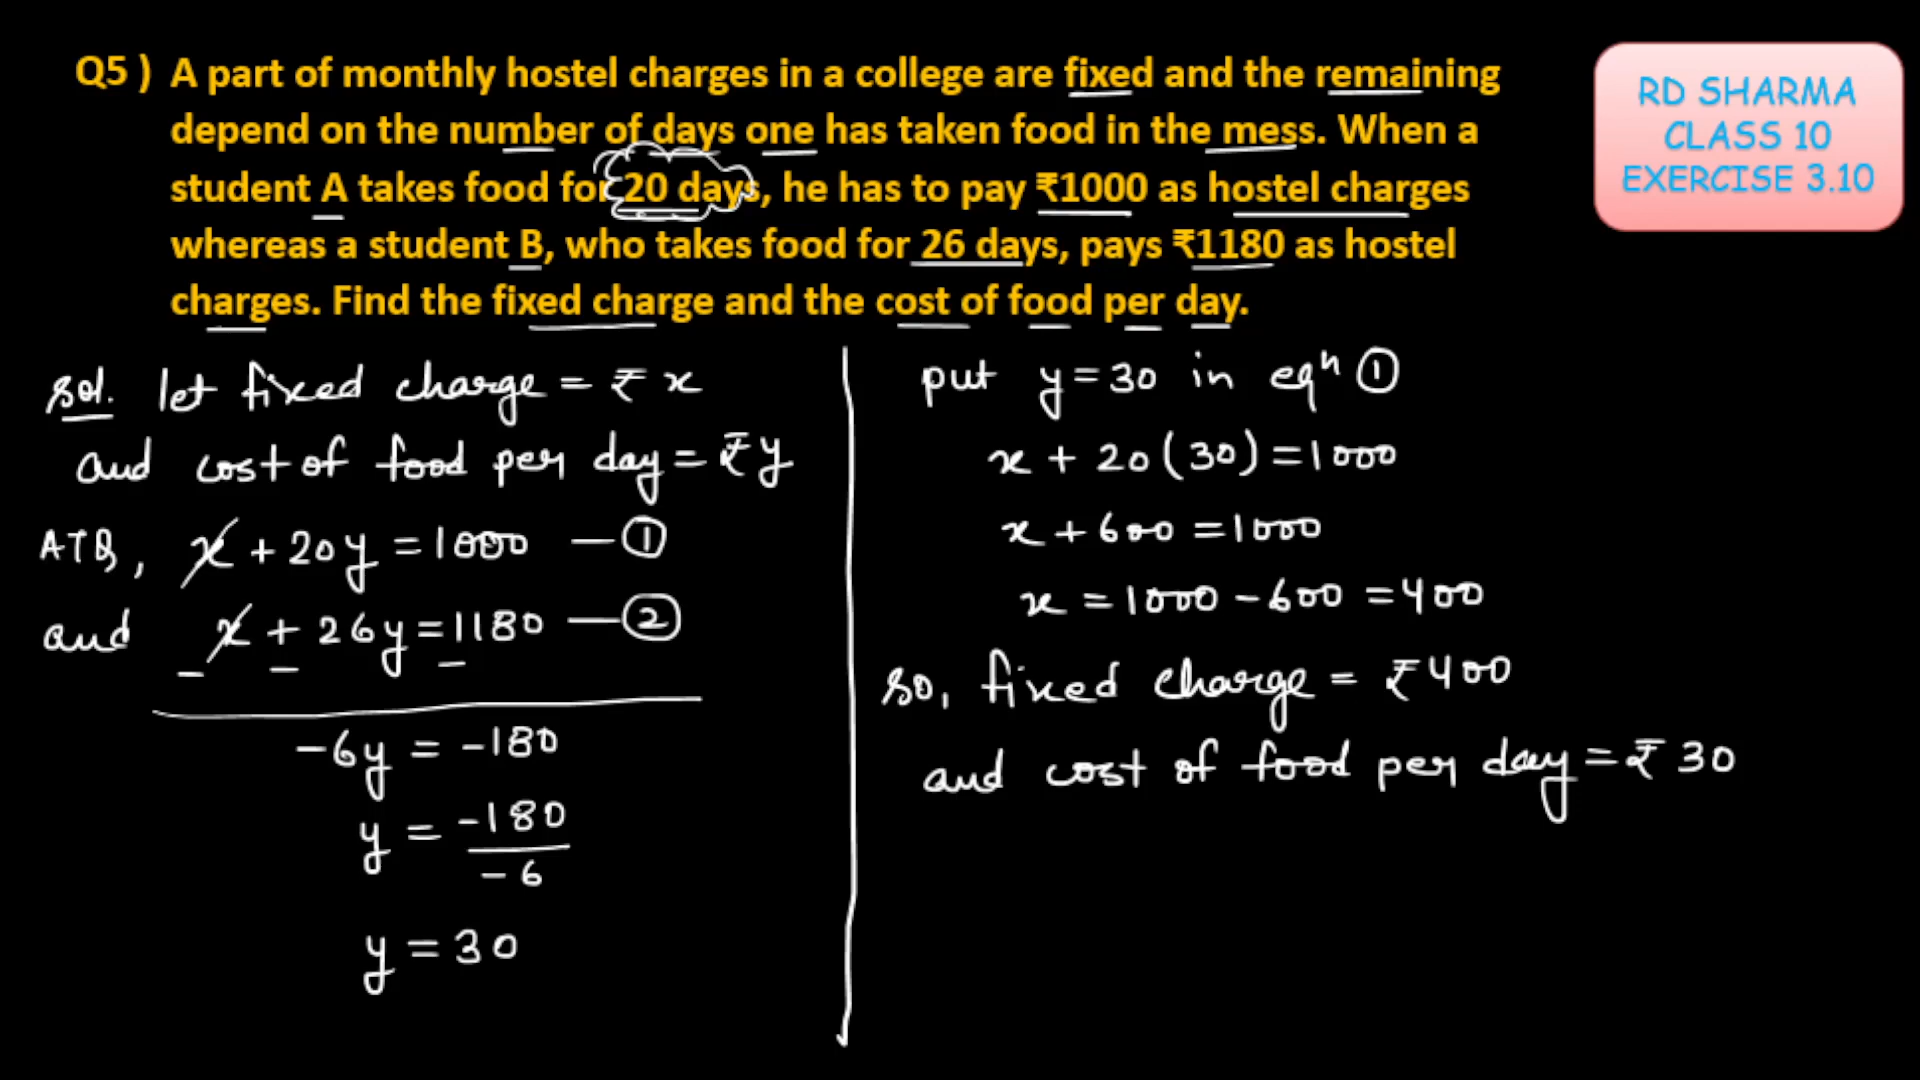 Q5 ) A part of monthly hostel charges in a college are fixed and the remaining
depend on the number of days one has taken food in the mess. When a
student A takes food for 20 days, he has to pay ₹1000 as hostel charges
whereas a student B, who takes food for 26 days, pays ₹1180 as hostel
charges. Find the fixed charge and the cost of food per day.
RD SHARMA
CLASS 10
EXERCISE 3.10
Sol. let fixed charge = ₹ x
and cost of food per day = ₹ y
ATQ, x + 20y = 1000 — ①
and x + 26y = 1180 — ②
− − −
−6y = −180
y = −180 / −6
y = 30
put y = 30 in eqⁿ ①
x + 20 (30) = 1000
x + 600 = 1000
x = 1000 − 600 = 400
so, fixed charge = ₹ 400
and cost of food per day = ₹ 30